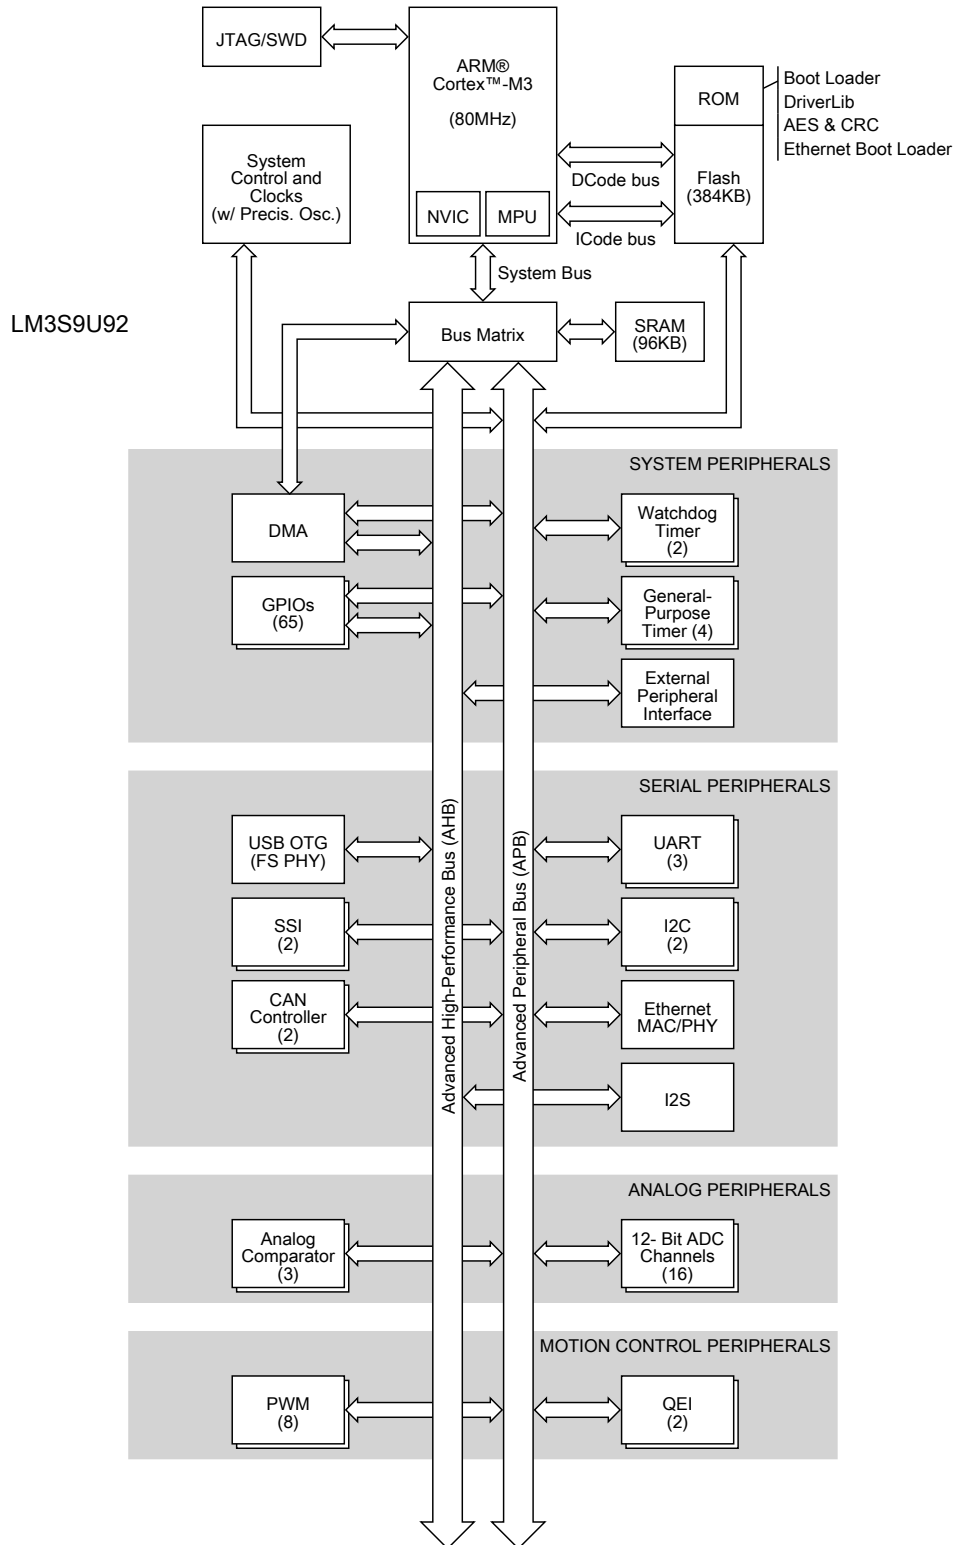 JTAG/SWD
ARM®
Cortex™-M3
(80MHz)
NVIC
MPU
ROM
Flash
(384KB)
Boot Loader
DriverLib
AES & CRC
Ethernet Boot Loader
DCode bus
ICode bus
System
Control and
Clocks
(w/ Precis. Osc.)
System Bus
LM3S9U92
Bus Matrix
SRAM
(96KB)
SYSTEM PERIPHERALS
DMA
Watchdog
Timer
(2)
GPIOs
(65)
General-
Purpose
Timer (4)
External
Peripheral
Interface
Advanced High-Performance Bus (AHB)
Advanced Peripheral Bus (APB)
SERIAL PERIPHERALS
USB OTG
(FS PHY)
UART
(3)
SSI
(2)
I2C
(2)
CAN
Controller
(2)
Ethernet
MAC/PHY
I2S
ANALOG PERIPHERALS
Analog
Comparator
(3)
12- Bit ADC
Channels
(16)
MOTION CONTROL PERIPHERALS
PWM
(8)
QEI
(2)